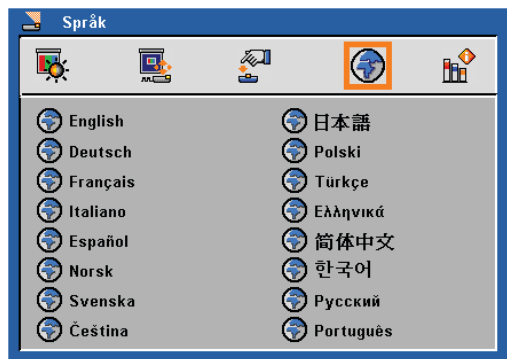 Språk
English
Deutsch
Français
Italiano
Español
Norsk
Svenska
Čeština
日本語
Polski
Türkçe
Ελληνικά
简体中文
한국어
Русский
Português